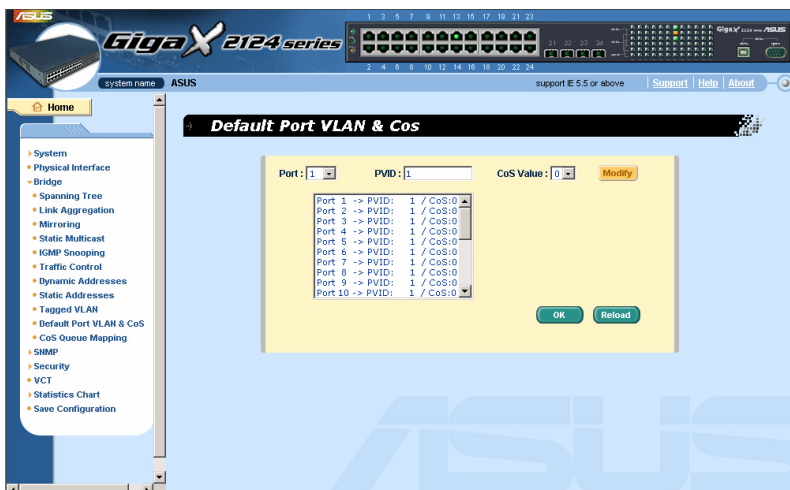 ASUS
GigaX 2124 series
1 3 5 7 9 11 13 15 17 19 21 23
2 4 6 8 10 12 14 16 18 20 22 24
21 22 23 24
GigaX 2124 /ASUS
system name ASUS
support IE 5.5 or above | Support | Help | About
Home
System
Physical Interface
Bridge
Spanning Tree
Link Aggregation
Mirroring
Static Multicast
IGMP Snooping
Traffic Control
Dynamic Addresses
Static Addresses
Tagged VLAN
Default Port VLAN & CoS
CoS Queue Mapping
SNMP
Security
VCT
Statistics Chart
Save Configuration
Default Port VLAN & Cos
Port : 1 PVID : 1 CoS Value : 0 Modify
Port 1 -> PVID: 1 / CoS:0
Port 2 -> PVID: 1 / CoS:0
Port 3 -> PVID: 1 / CoS:0
Port 4 -> PVID: 1 / CoS:0
Port 5 -> PVID: 1 / CoS:0
Port 6 -> PVID: 1 / CoS:0
Port 7 -> PVID: 1 / CoS:0
Port 8 -> PVID: 1 / CoS:0
Port 9 -> PVID: 1 / CoS:0
Port 10 -> PVID: 1 / CoS:0
OK Reload
ASUS